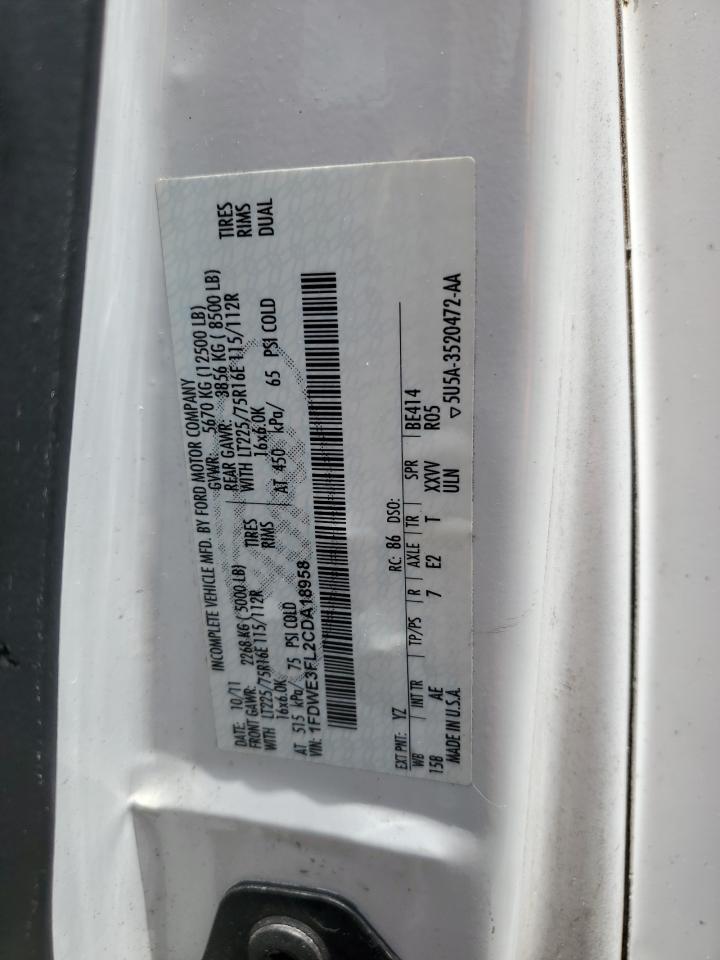 INCOMPLETE VEHICLE MFD. BY FORD MOTOR COMPANY
DATE: 10/11 GVWR: 5670 KG (12500 LB)
FRONT GAWR: 2268 KG ( 5000 LB) REAR GAWR: 3856 KG ( 8500 LB)
WITH LT225/75R16E 115/112R TIRES WITH LT225/75R16E 115/112R TIRES
16x6.0K RIMS 16x6.0K RIMS
AT 515 kPa/ 75 PSI COLD AT 450 kPa/ 65 PSI COLD DUAL
VIN: 1FDWE3FL2CDA18958
EXT PNT: YZ RC: 86 DSO:
WB INT TR TP/PS R AXLE TR SPR BE414
158 AE 7 E2 T XXVV R05
MADE IN U.S.A. ULN ▽5U5A-3520472-AA